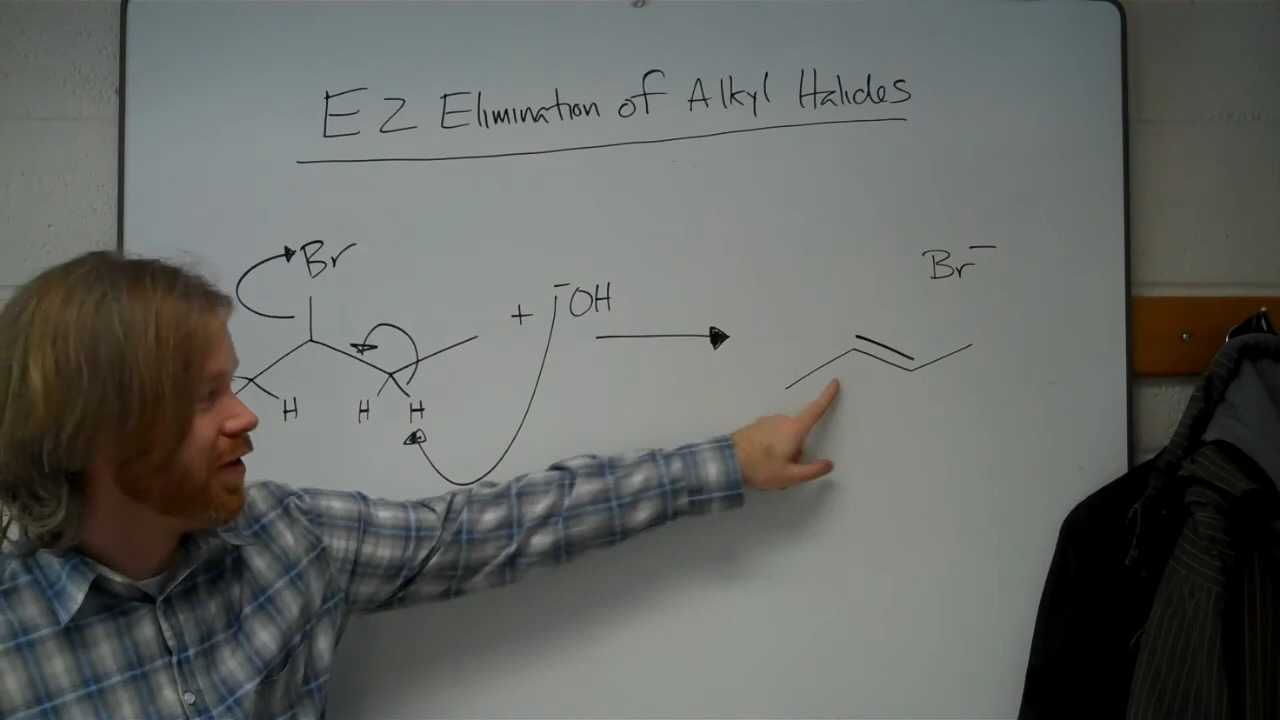 E2 Elimination of Alkyl Halides
Br
+ ⁻OH
Br⁻
H
H
H